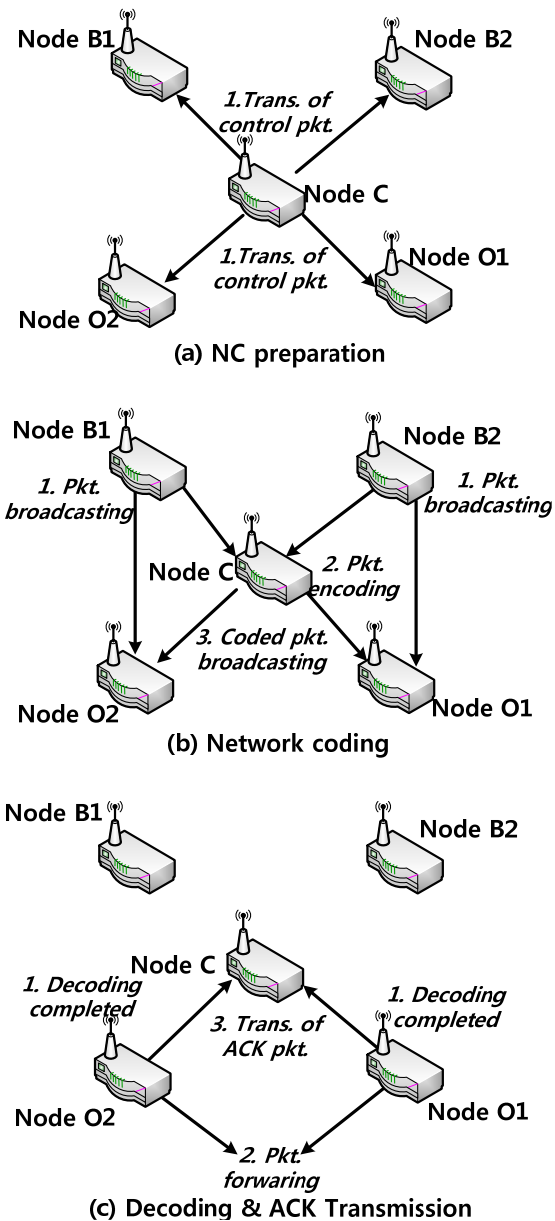 Node B1
Node B2
1.Trans. of
control pkt.
Node C
1.Trans. of
control pkt.
Node O1
Node O2
(a) NC preparation
Node B1
Node B2
1. Pkt.
broadcasting
1. Pkt.
broadcasting
Node C
2. Pkt.
encoding
3. Coded pkt.
broadcasting
Node O2
Node O1
(b) Network coding
Node B1
Node B2
Node C
1. Decoding
completed
1. Decoding
completed
3. Trans. of
ACK pkt.
Node O2
Node O1
2. Pkt.
forwaring
(c) Decoding & ACK Transmission